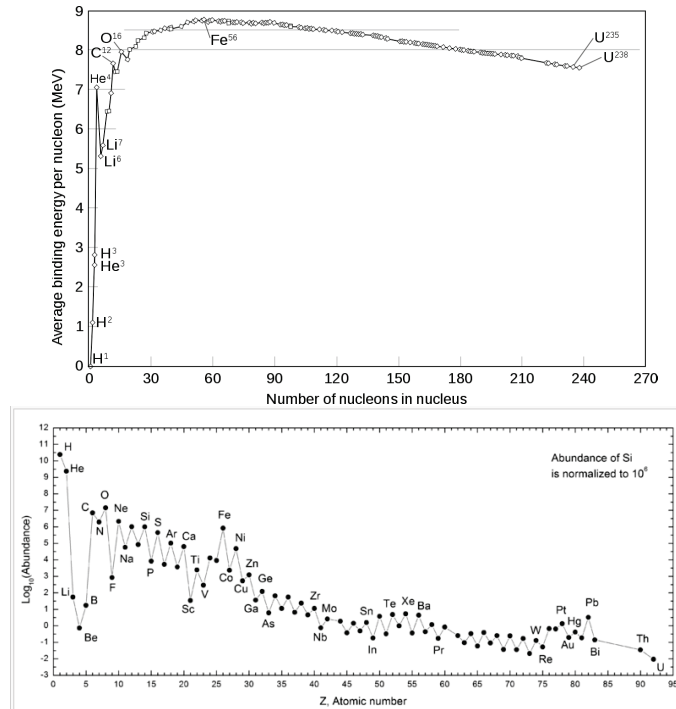 Average binding energy per nucleon (MeV)
9
8
7
6
5
4
3
2
1
0
O16
C12
He4
Li7
Li6
H3
He3
H2
H1
Fe56
U235
U238
0 30 60 90 120 150 180 210 240 270
Number of nucleons in nucleus
Log10(Abundance)
12
11
10
9
8
7
6
5
4
3
2
1
0
-1
-2
-3
Abundance of Si
is normalized to 10^6
H
He
Li
Be
B
C
N
O
F
Ne
Na
Si
P
S
Ar
Ca
Sc
Ti
V
Fe
Co
Ni
Cu
Zn
Ga
Ge
As
Zr
Nb
Mo
Sn
In
Te
Xe
Ba
Pr
W
Re
Pt
Au
Hg
Pb
Bi
Th
U
0 5 10 15 20 25 30 35 40 45 50 55 60 65 70 75 80 85 90 95
Z, Atomic number